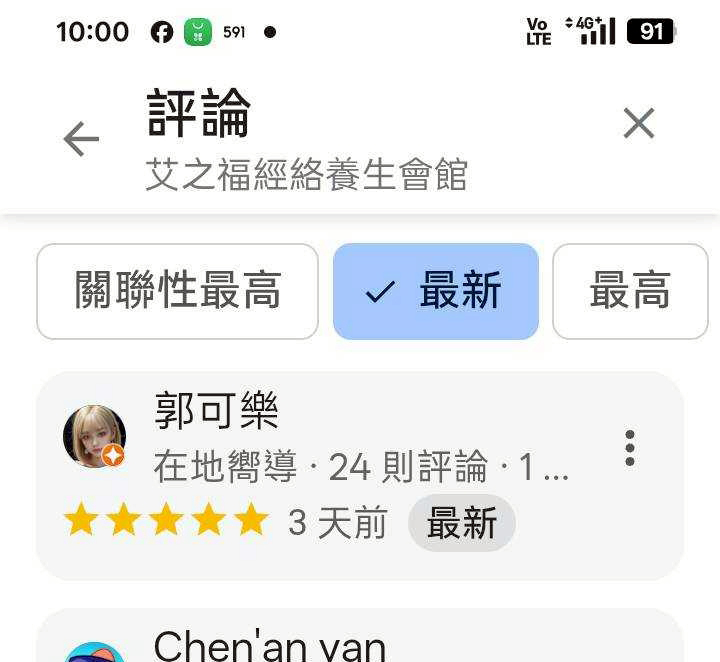 10:00 591 Vo LTE 4G+ 91
評論
艾之福經絡養生會館
關聯性最高 最新 最高
郭可樂
在地嚮導 · 24 則評論 · 1 ...
3 天前 最新
Chen'an yan